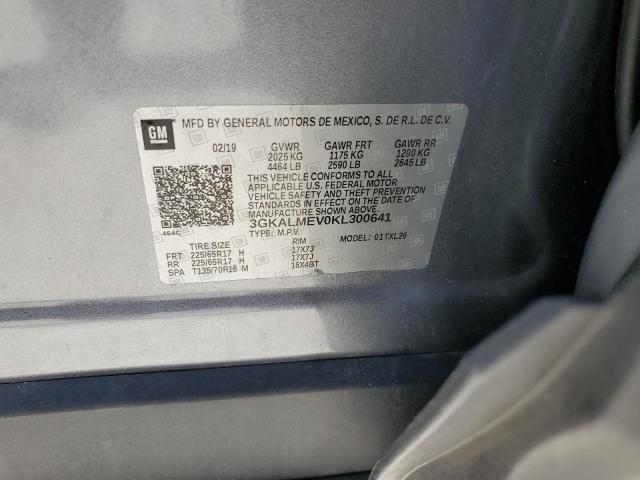 GM MFD BY GENERAL MOTORS DE MEXICO, S. DE R.L. DE C.V.
02/19 GVWR GAWR FRT GAWR RR
2025 KG 1175 KG 1200 KG
4464 LB 2590 LB 2645 LB
THIS VEHICLE CONFORMS TO ALL
APPLICABLE U.S. FEDERAL MOTOR
VEHICLE SAFETY AND THEFT PREVENTION
STANDARDS IN EFFECT ON THE DATE OF
MANUFACTURE SHOWN ABOVE.
3GKALMEV0KL300641
464C TYPE: M.P.V. MODEL: 01TXL26
TIRE SIZE RIM
FRT 225/65R17 H 17X7J
RR 225/65R17 H 17X7J
SPA T135/70R16 M 16X4BT